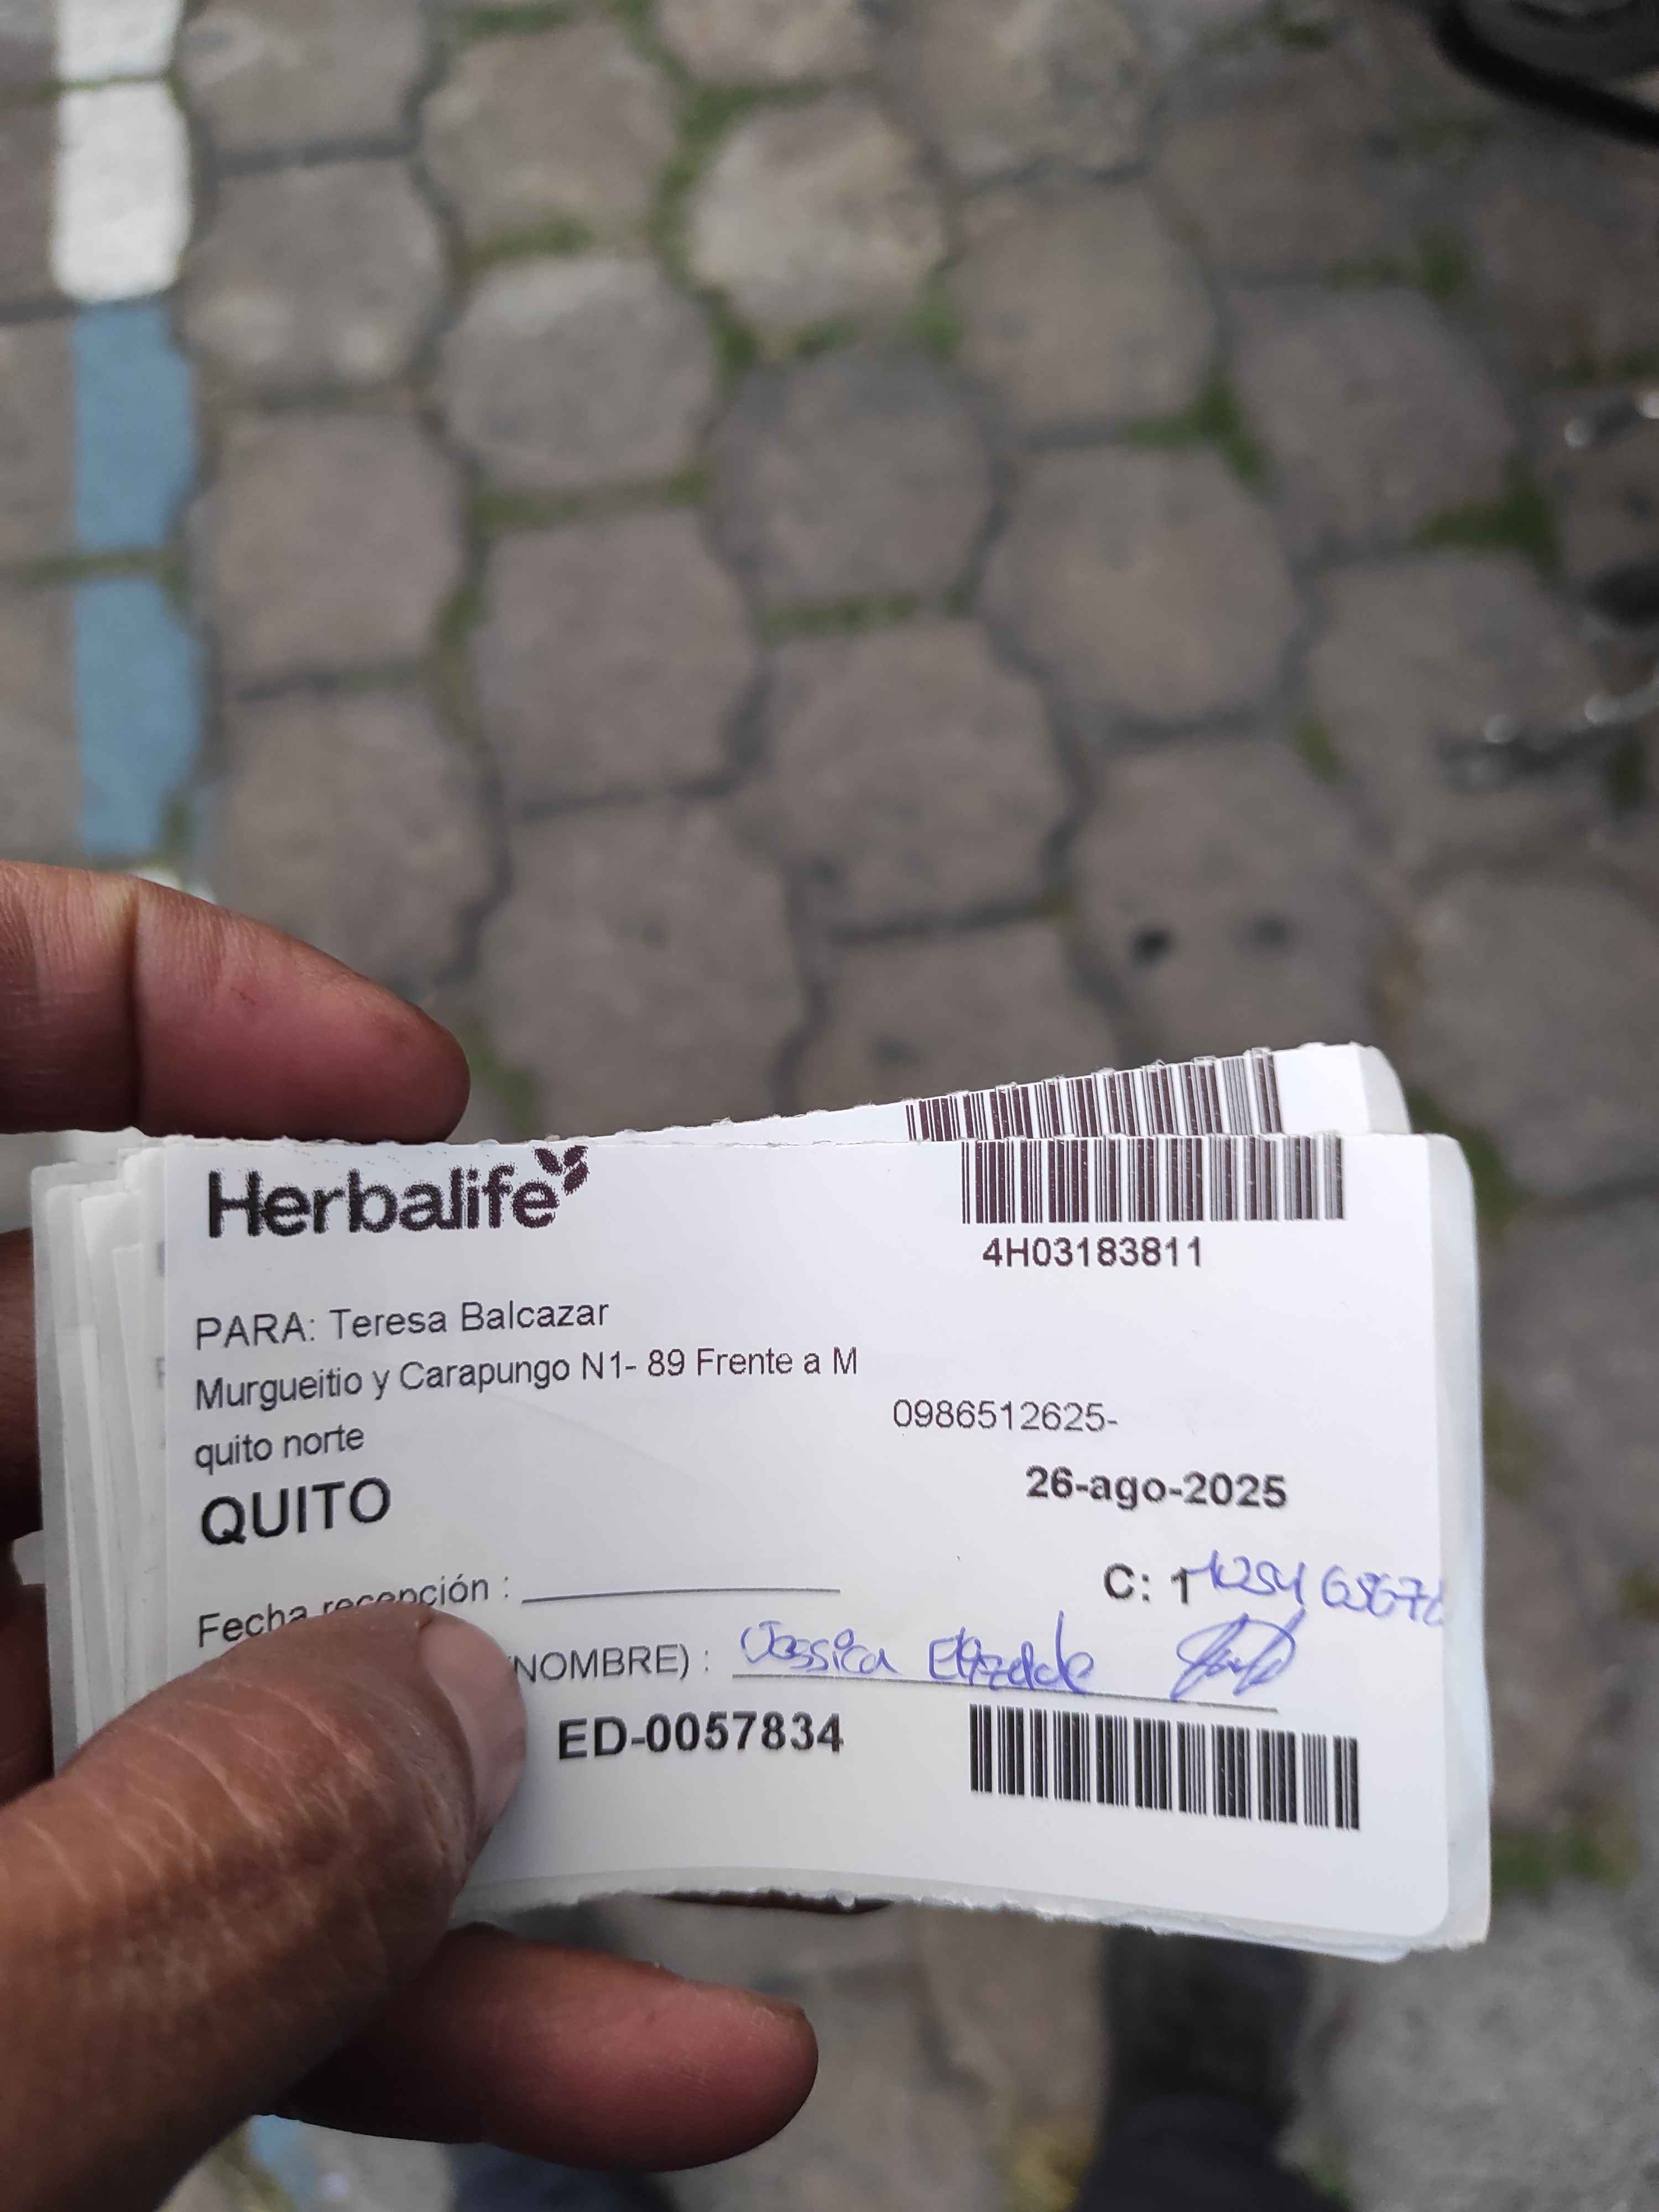 Herbalife
4H03183811
PARA: Teresa Balcazar
Murgueitio y Carapungo N1- 89 Frente a M
0986512625-
quito norte
QUITO
26-ago-2025
Fecha recepción :
C: 1
NOMBRE) : Jessica
ED-0057834